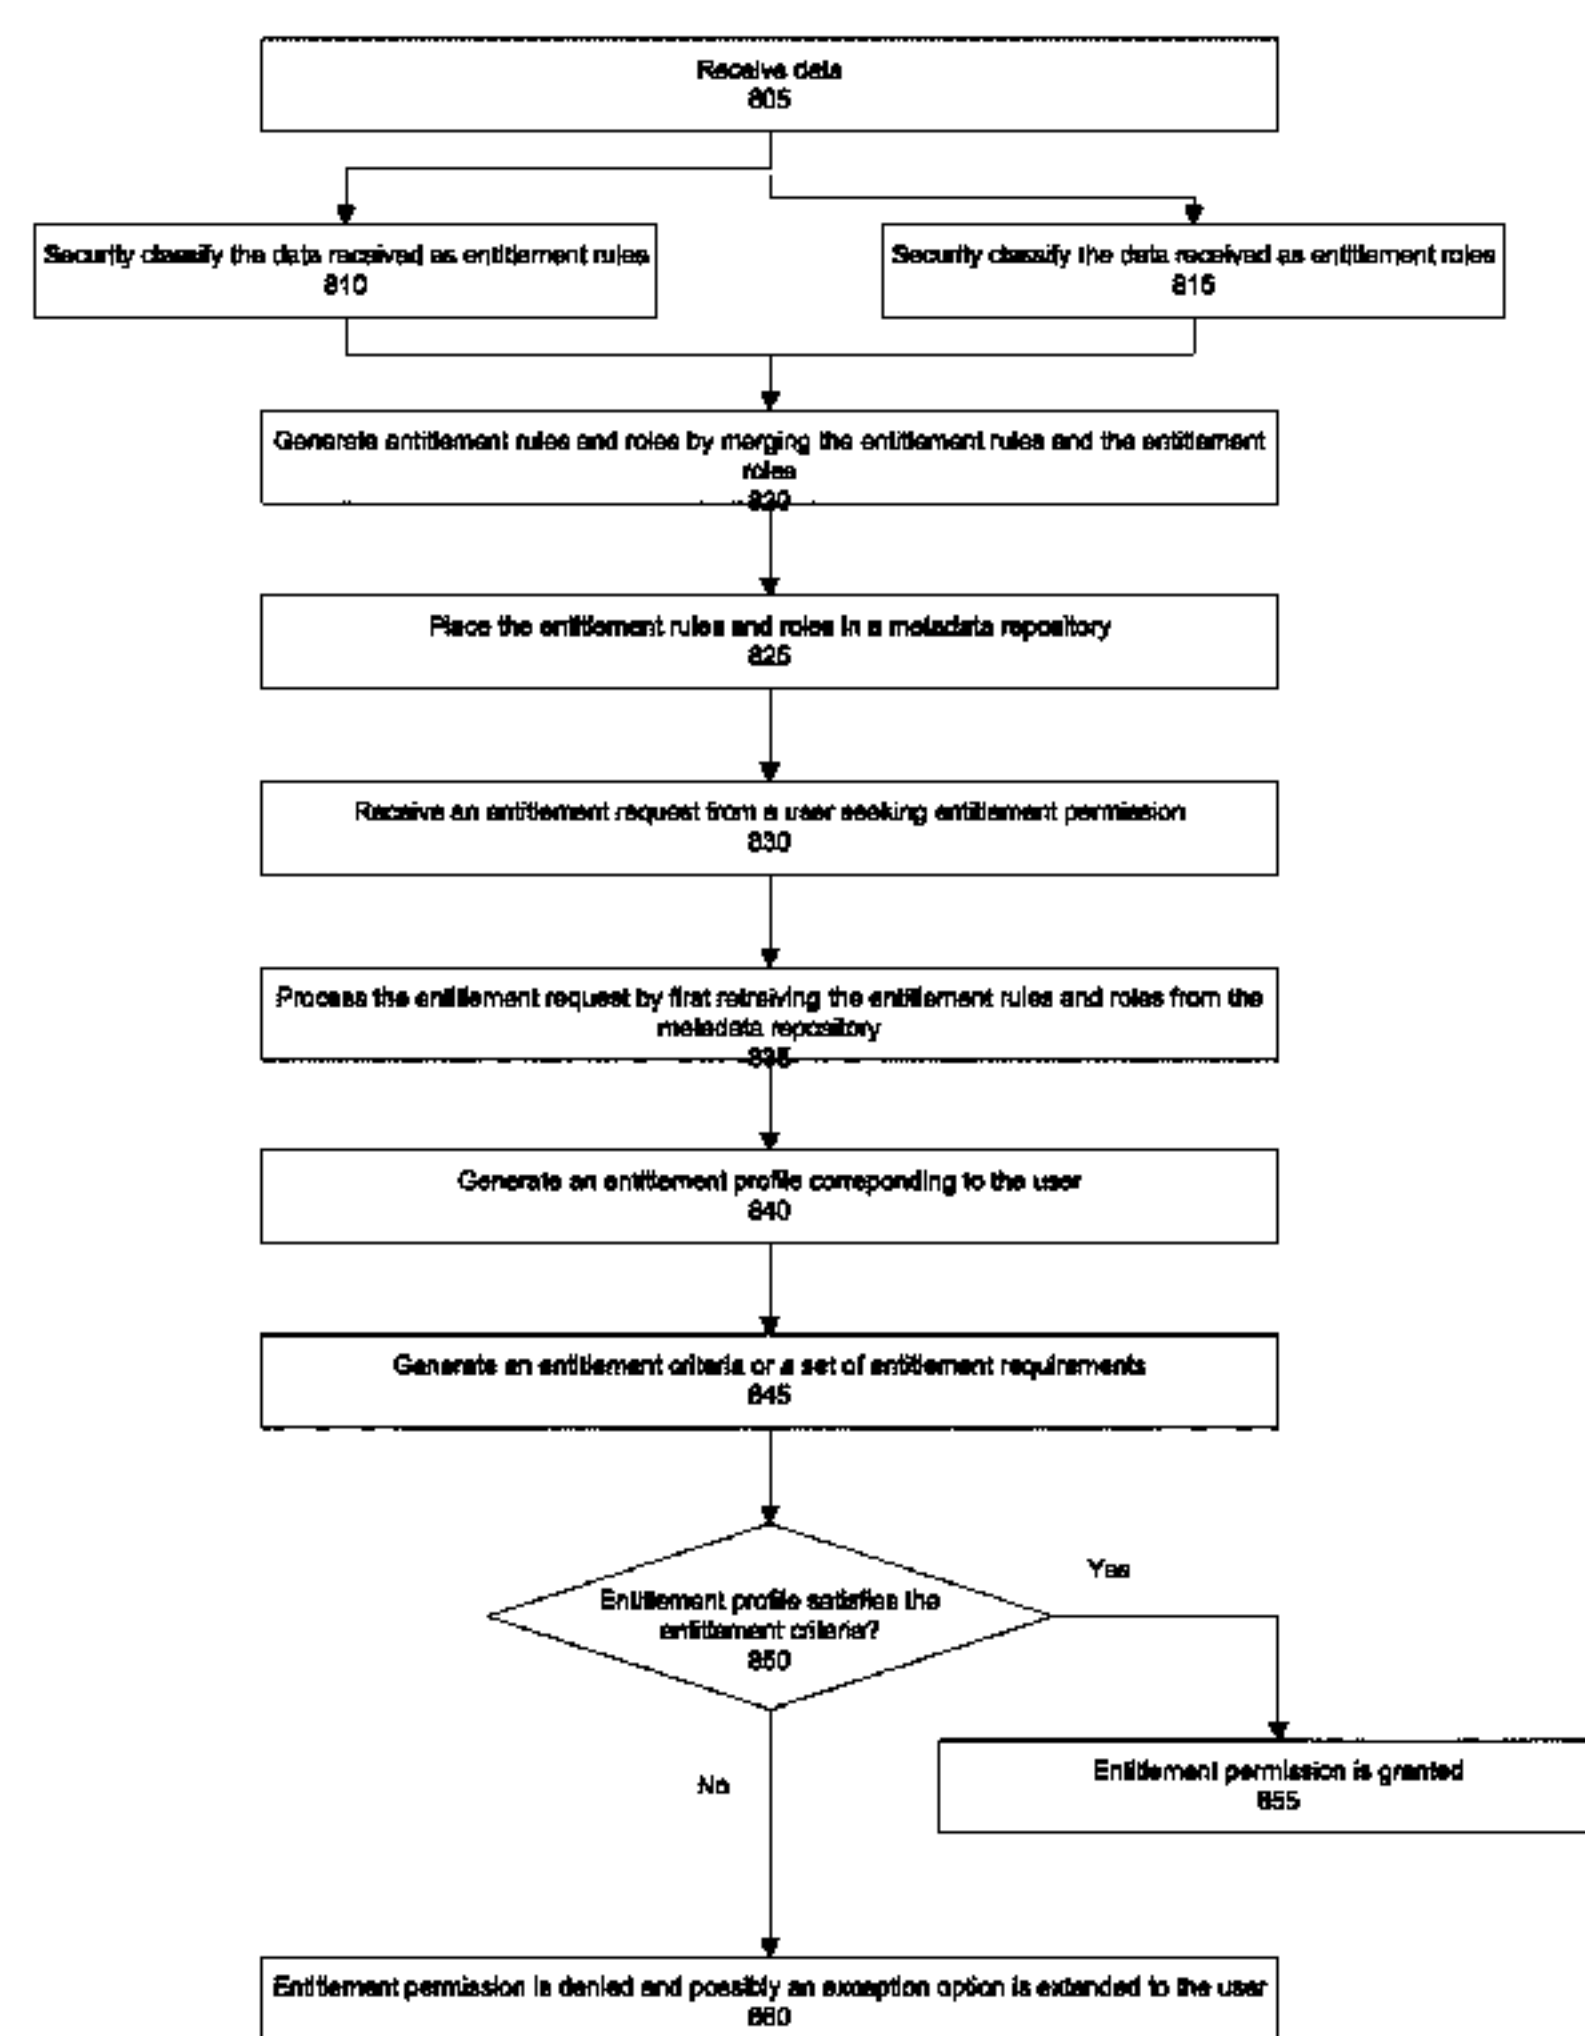 Receive data
805
Security classify the data received as entitlement rules
810
Security classify the data received as entitlement roles
815
Generate entitlement rules and roles by merging the entitlement rules and the entitlement
roles
820
Place the entitlement rules and roles in a metadata repository
825
Receive an entitlement request from a user seeking entitlement permission
830
Process the entitlement request by first retreiving the entitlement rules and roles from the
metadata repository
835
Generate an entitlement profile correponding to the user
840
Generate an entitlement criteria or a set of entitlement requirements
845
Entitlement profile satisfies the
entitlement criteria?
850
Yes
No
Entitlement permission is granted
855
Entitlement permission is denied and possibly an exception option is extended to the user
860